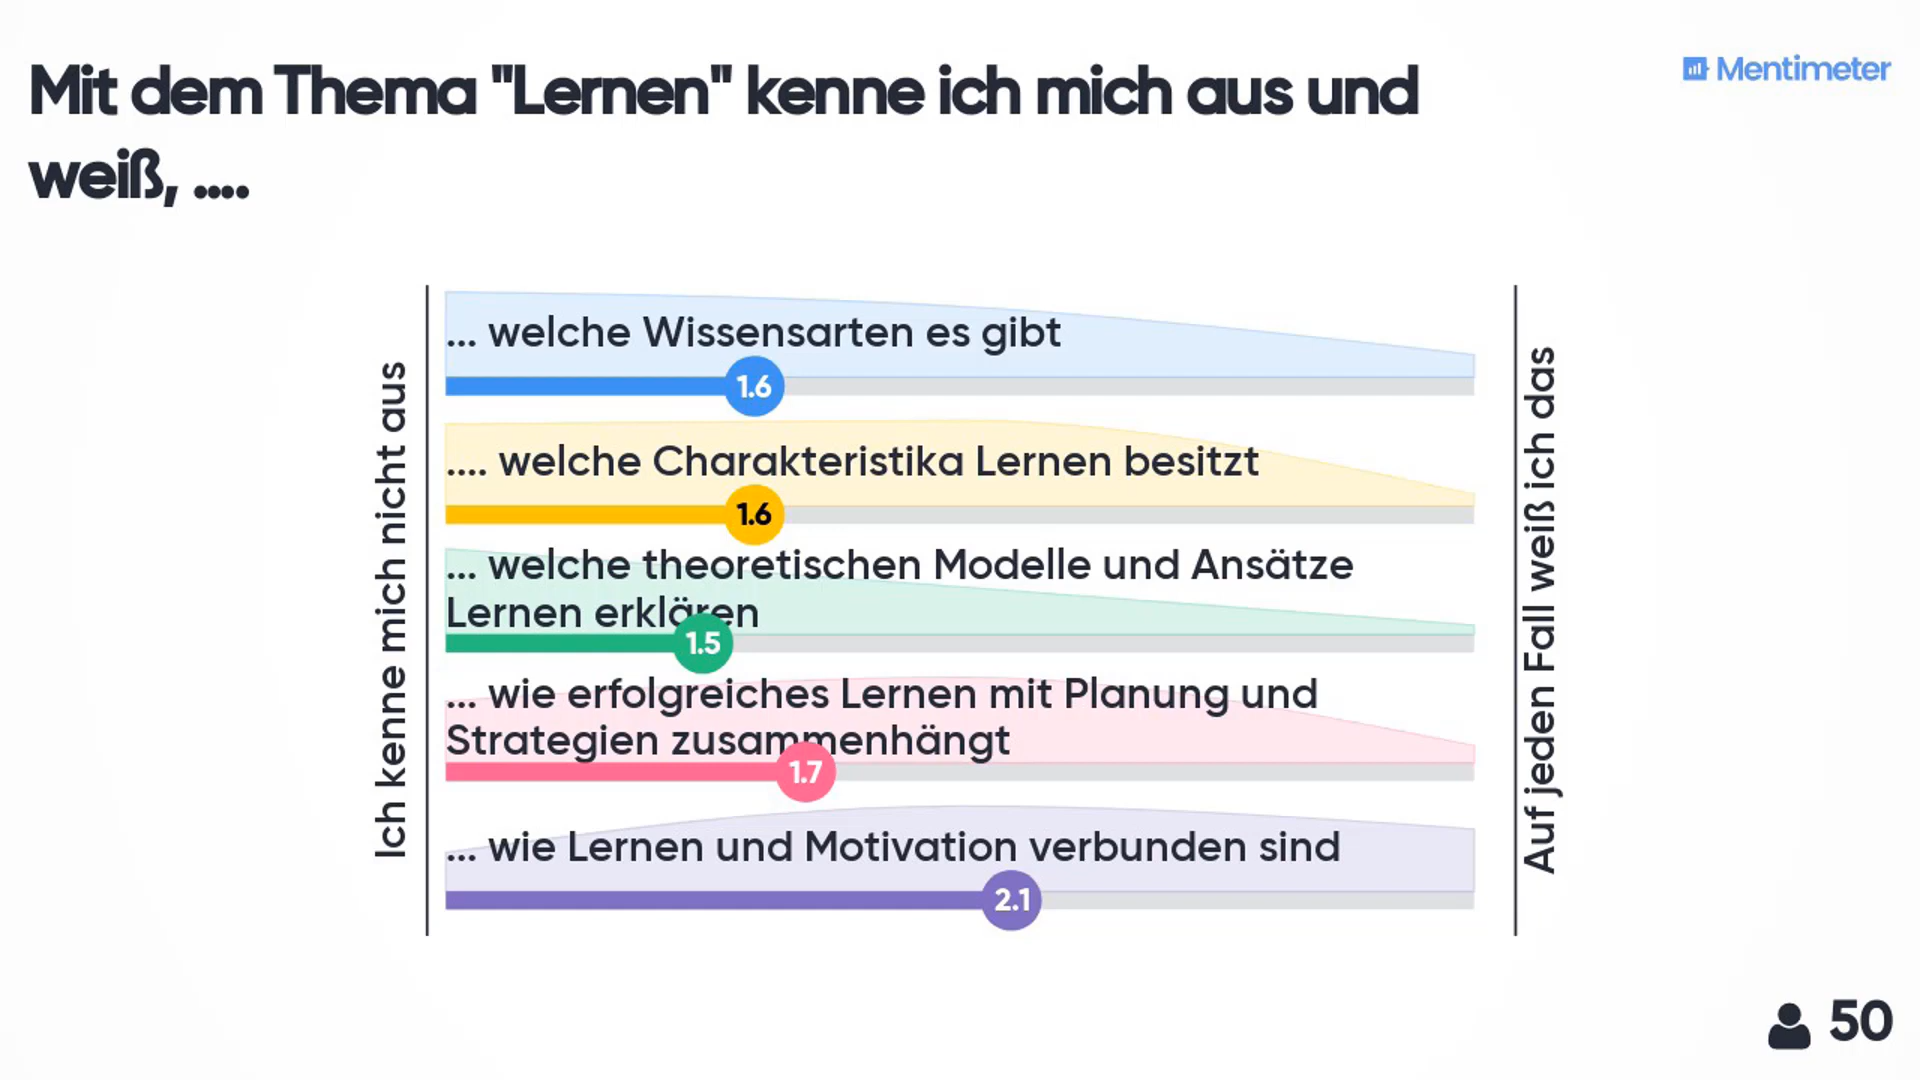 Mit dem Thema "Lernen" kenne ich mich aus und
weiß, ....
Mentimeter
Ich kenne mich nicht aus
... welche Wissensarten es gibt
1.6
.... welche Charakteristika Lernen besitzt
1.6
... welche theoretischen Modelle und Ansätze
Lernen erklären
1.5
... wie erfolgreiches Lernen mit Planung und
Strategien zusammenhängt
1.7
... wie Lernen und Motivation verbunden sind
2.1
Auf jeden Fall weiß ich das
50